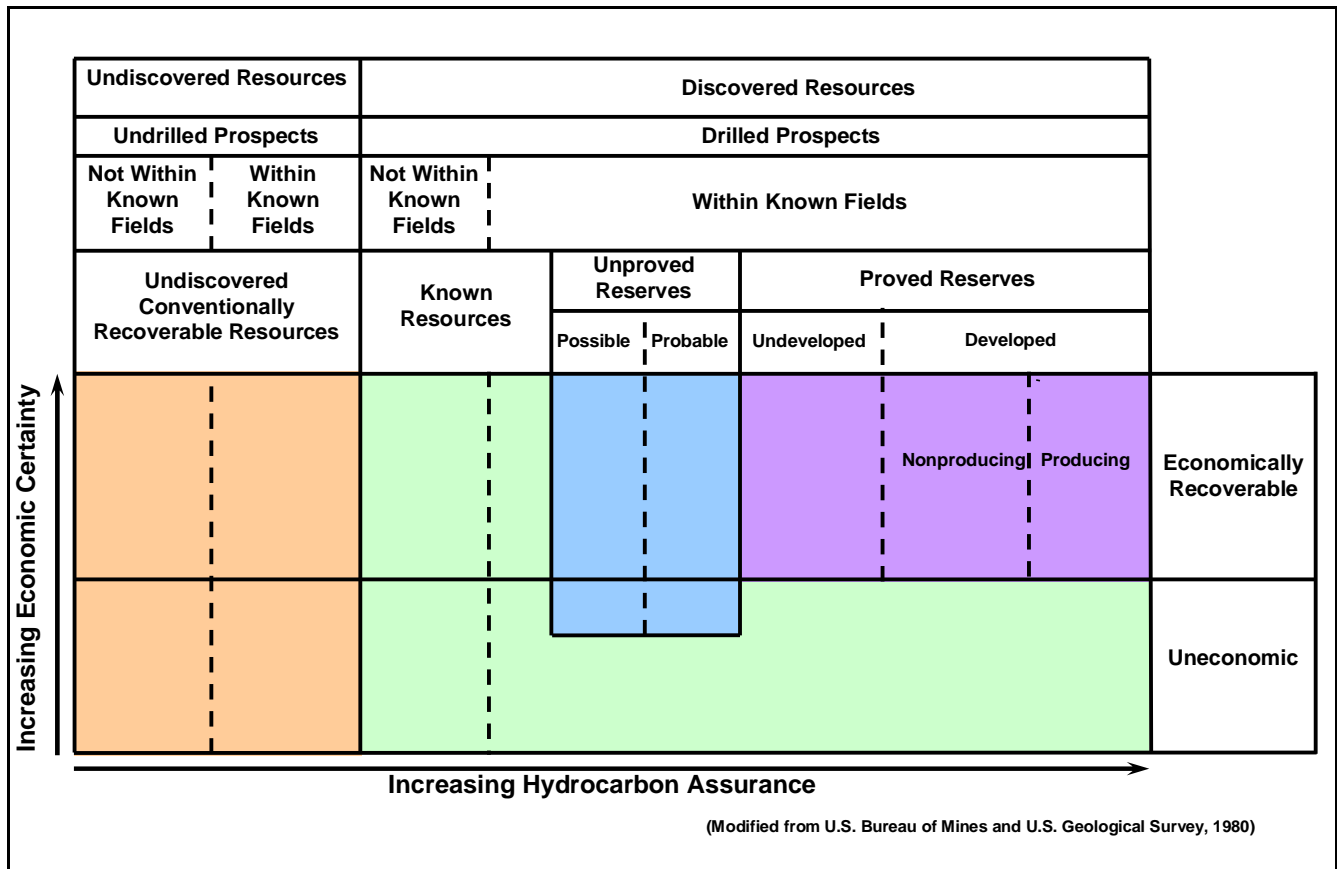 Undiscovered Resources
Discovered Resources
Undrilled Prospects
Drilled Prospects
Not Within
Known
Fields
Within
Known
Fields
Not Within
Known
Fields
Within Known Fields
Undiscovered
Conventionally
Recoverable Resources
Known
Resources
Unproved
Reserves
Proved Reserves
Possible
Probable
Undeveloped
Developed
Increasing Economic Certainty
Nonproducing
Producing
Economically
Recoverable
Uneconomic
Increasing Hydrocarbon Assurance
(Modified from U.S. Bureau of Mines and U.S. Geological Survey, 1980)